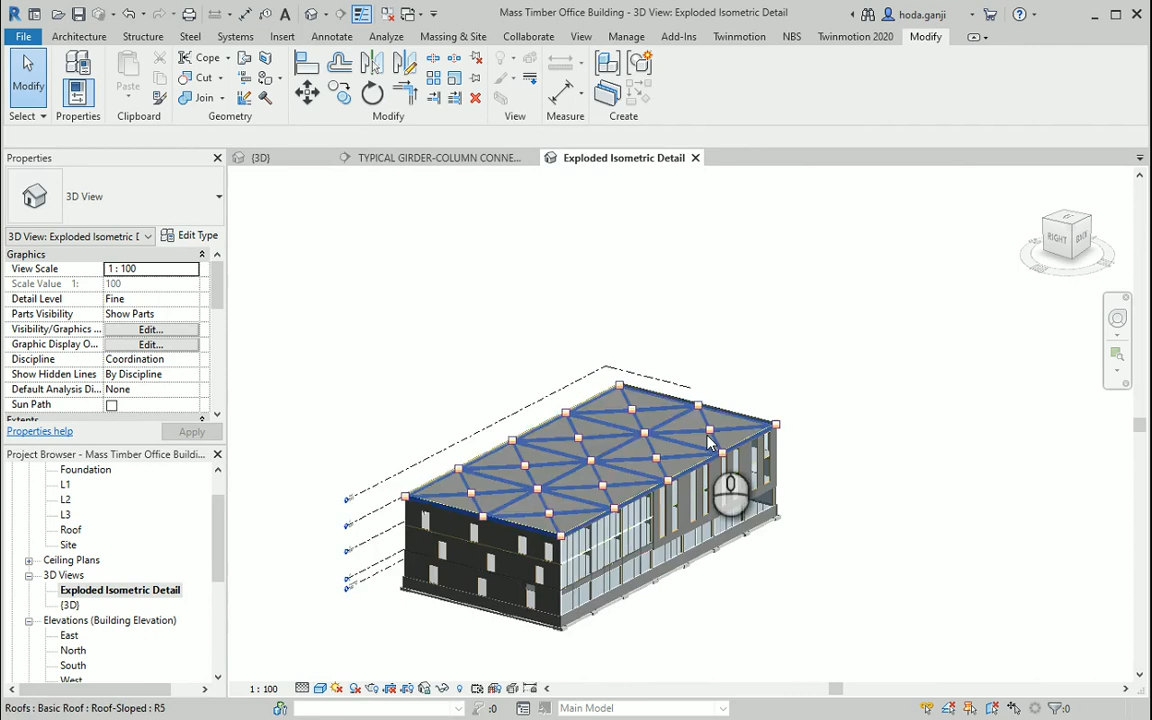 Mass Timber Office Building - 3D View: Exploded Isometric Detail
hoda.ganji
File Architecture Structure Steel Systems Insert Annotate Analyze Massing & Site Collaborate View Manage Add-Ins Twinmotion NBS Twinmotion 2020 Modify
Modify
Paste
Cope
Cut
Join
Select Properties Clipboard Geometry Modify View Measure Create
Properties
{3D} TYPICAL GIRDER-COLUMN CONNE... Exploded Isometric Detail
3D View
3D View: Exploded Isometric D Edit Type
Graphics
View Scale 1 : 100
Scale Value 1: 100
Detail Level Fine
Parts Visibility Show Parts
Visibility/Graphics ... Edit...
Graphic Display O... Edit...
Discipline Coordination
Show Hidden Lines By Discipline
Default Analysis Di... None
Sun Path
Extents
Properties help Apply
Project Browser - Mass Timber Office Buildi...
Foundation
L1
L2
L3
Roof
Site
Ceiling Plans
3D Views
Exploded Isometric Detail
{3D}
Elevations (Building Elevation)
East
North
South
West
RIGHT BACK
1 : 100
Roofs: Basic Roof : Roof-Sloped : R5
:0
Main Model
:0